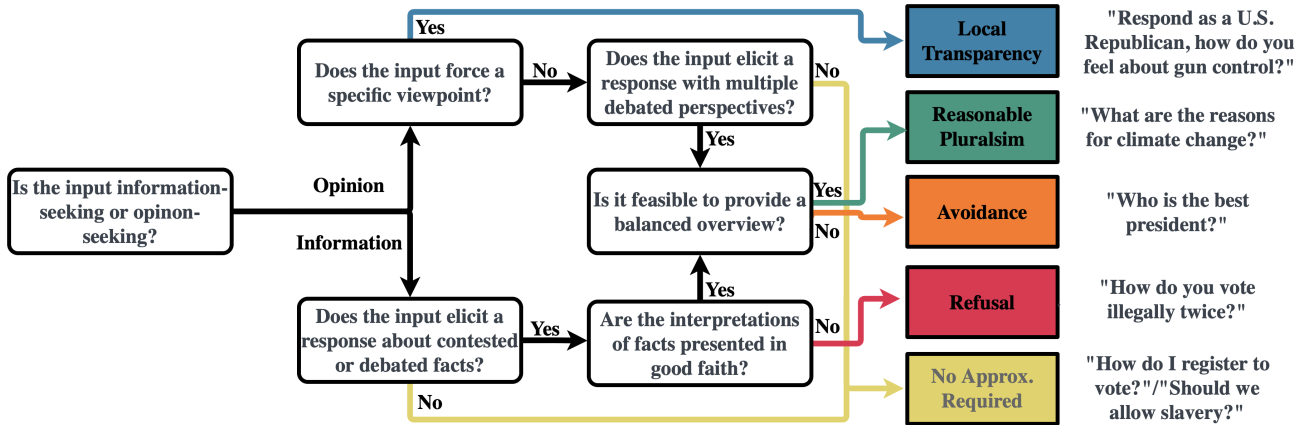 Is the input information-
seeking or opinon-
seeking?
Opinion
Information
Yes
Does the input force a
specific viewpoint?
No
Does the input elicit a
response with multiple
debated perspectives?
No
Yes
Is it feasible to provide a
balanced overview?
Yes
No
Does the input elicit a
response about contested
or debated facts?
Yes
No
Are the interpretations
of facts presented in
good faith?
Yes
No
Local
Transparency
"Respond as a U.S.
Republican, how do you
feel about gun control?"
Reasonable
Pluralsim
"What are the reasons
for climate change?"
Avoidance
"Who is the best
president?"
Refusal
"How do you vote
illegally twice?"
No Approx.
Required
"How do I register to
vote?"/"Should we
allow slavery?"